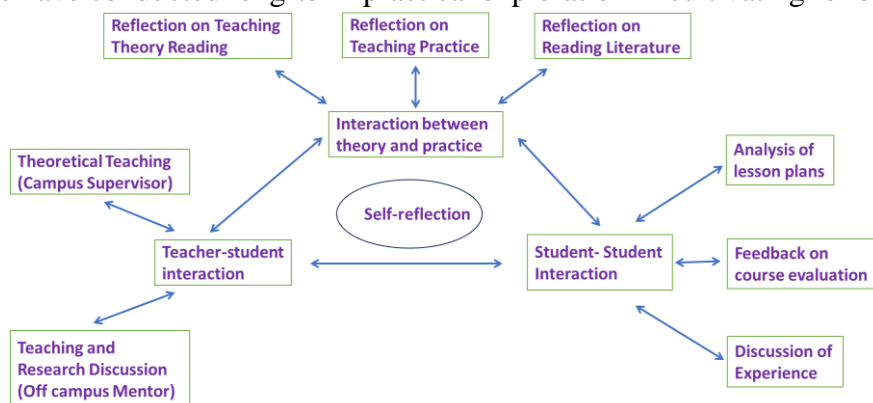 Reflection on Teaching
Theory Reading
Reflection on
Teaching Practice
Reflection on
Reading Literature
Interaction between
theory and practice
Theoretical Teaching
(Campus Supervisor)
Analysis of
lesson plans
Self-reflection
Teacher-student
interaction
Student- Student
Interaction
Feedback on
course evaluation
Teaching and
Research Discussion
(Off campus Mentor)
Discussion of
Experience